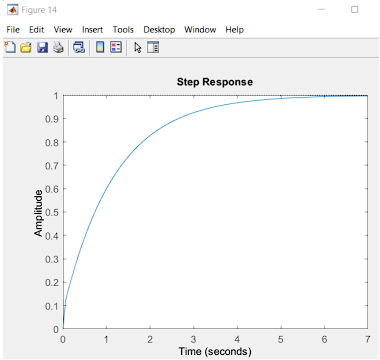 Figure 14
File Edit View Insert Tools Desktop Window Help
Step Response
Amplitude
1
0.9
0.8
0.7
0.6
0.5
0.4
0.3
0.2
0.1
0
0 1 2 3 4 5 6 7
Time (seconds)